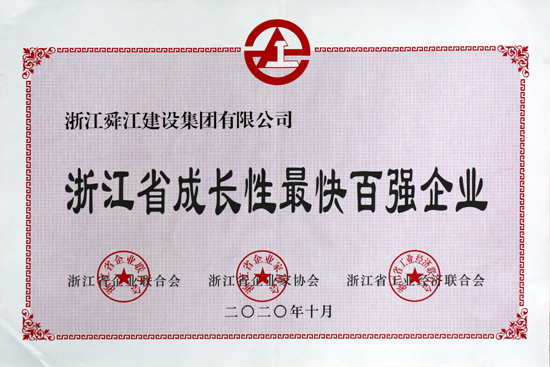 浙江舜江建设集团有限公司
浙江省成长性最快百强企业
浙江省企业联合会 浙江省企业家协会 浙江省工业经济联合会
二〇二〇年十月